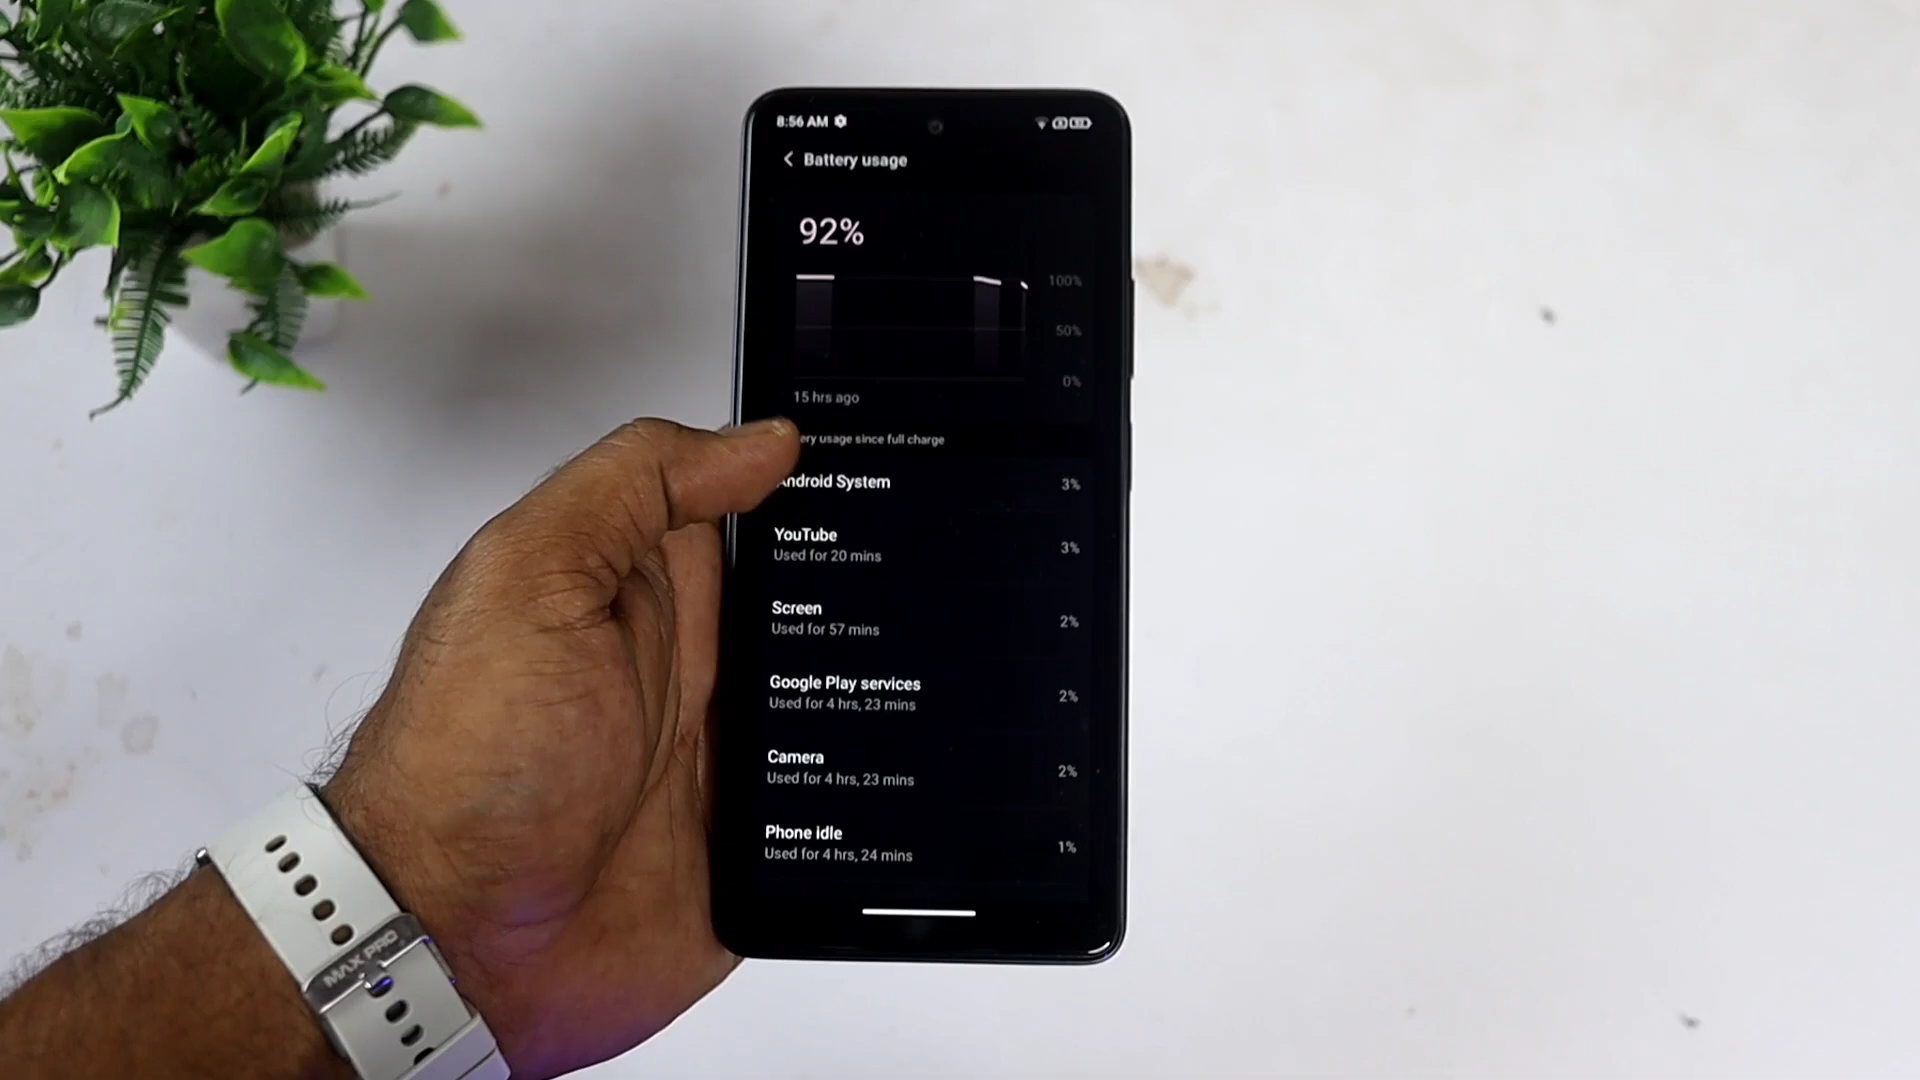 8:56 AM
Battery usage
92%
100%
50%
0%
15 hrs ago
ery usage since full charge
Android System
3%
YouTube
3%
Used for 20 mins
Screen
2%
Used for 57 mins
Google Play services
2%
Used for 4 hrs, 23 mins
Camera
2%
Used for 4 hrs, 23 mins
Phone idle
1%
Used for 4 hrs, 24 mins
MAX PRO